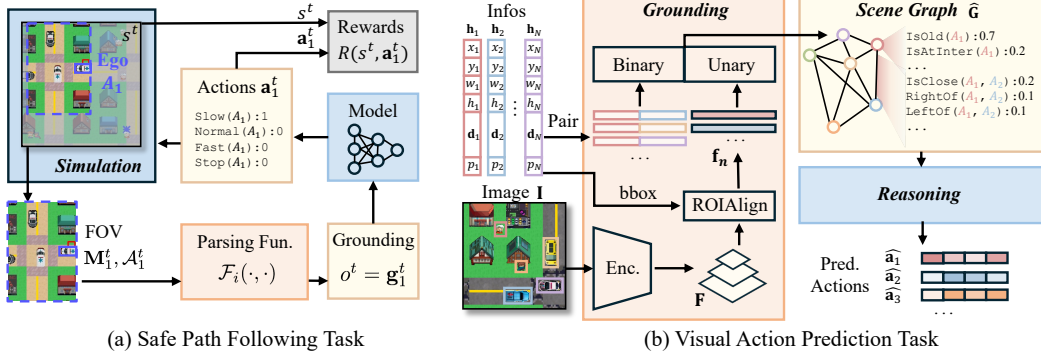 s^t
Ego
A_1
s^t
a_1^t
Rewards
R(s^t, a_1^t)
Actions a_1^t
Slow(A_1):1
Normal(A_1):0
Fast(A_1):0
Stop(A_1):0
Model
Simulation
FOV
M_1^t, 𝒜_1^t
Parsing Fun.
ℱ_i(·,·)
Grounding
o^t = g_1^t
(a) Safe Path Following Task
Infos
h_1 h_2 h_N
x_1 x_2 x_N
y_1 y_2 y_N
w_1 w_2 w_N
h_1 h_2 ... h_N
d_1 d_2 d_N
p_1 p_2 p_N
Image I
Pair
bbox
Grounding
Binary
Unary
...
...
f_n
ROIAlign
Enc.
F
Scene Graph Ĝ
IsOld(A_1):0.7
IsAtInter(A_1):0.2
...
IsClose(A_1, A_2):0.2
RightOf(A_1, A_2):0.1
LeftOf(A_1, A_2):0.1
...
Reasoning
Pred.
Actions
â_1
â_2
â_3
...
(b) Visual Action Prediction Task